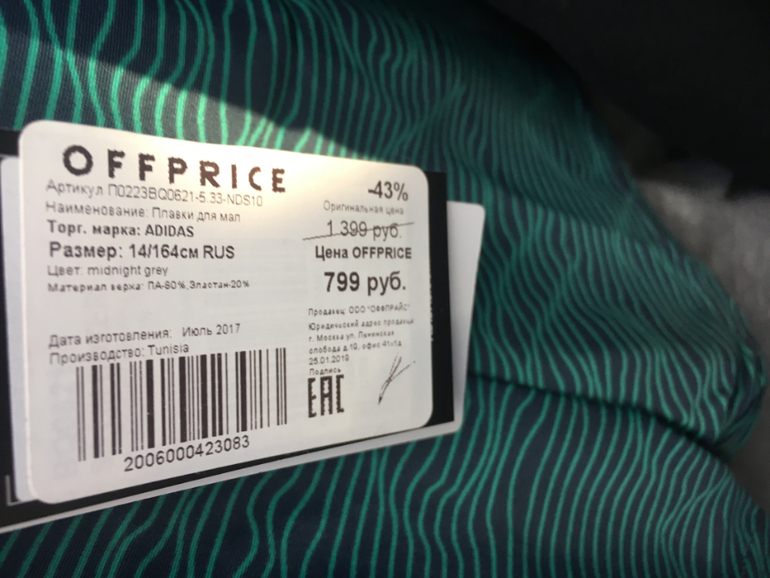 OFFPRICE
Артикул П0223BQ0621-5.33-NDS10
Наименование: Плавки для мал
Торг. марка: ADIDAS
Размер: 14/164см RUS
Цвет: midnight grey
Материал верха: ПА-80%,Эластан-20%
Дата изготовления: Июль 2017
Производство: Tunisia
2006000423083
-43%
Оригинальная цена
1 399 руб.
Цена OFFPRICE
799 руб.
Продавец: ООО "ОФФПРАЙС"
Юридический адрес продавца:
г. Москва ул. Ленинская
слобода д.19, офис
25.01.2019
Подпись
EAC